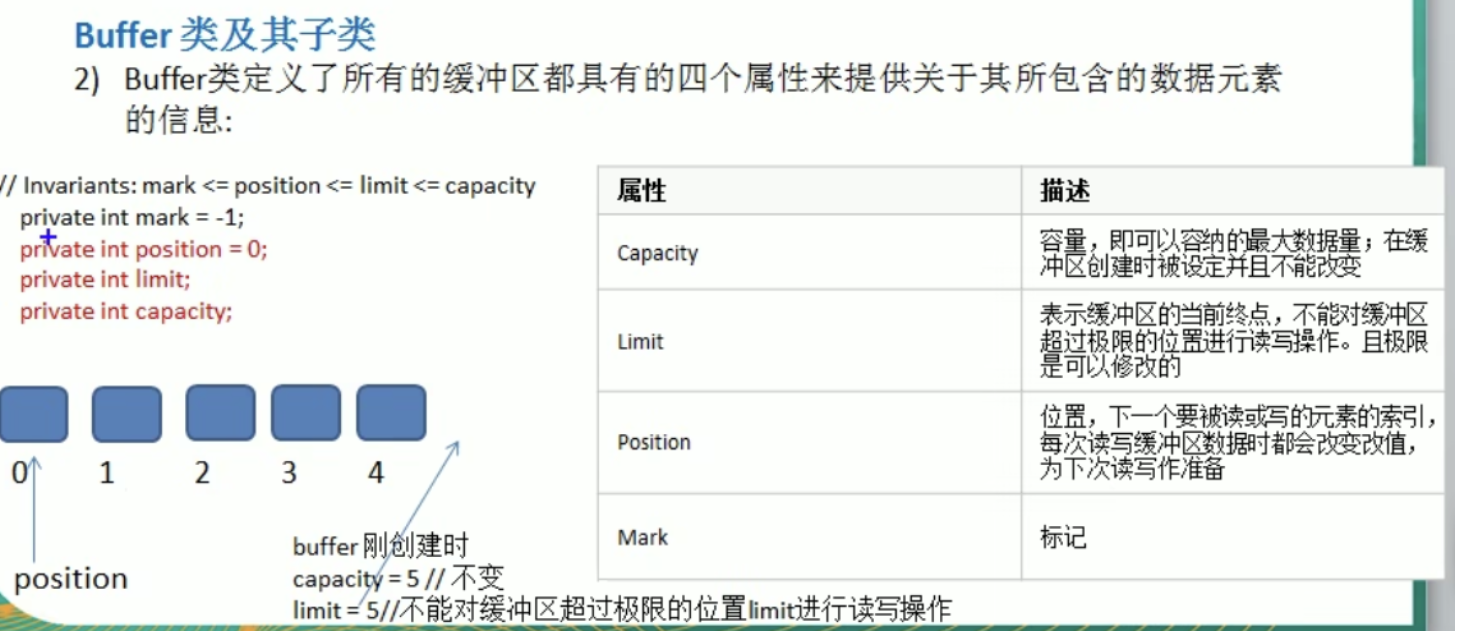 Buffer 类及其子类
2) Buffer类定义了所有的缓冲区都具有的四个属性来提供关于其所包含的数据元素
的信息:
// Invariants: mark <= position <= limit <= capacity
private int mark = -1;
private int position = 0;
private int limit;
private int capacity;
0 1 2 3 4
position
buffer 刚创建时
capacity = 5 // 不变
limit = 5//不能对缓冲区超过极限的位置limit进行读写操作
属性 描述
Capacity
容量，即可以容纳的最大数据量；在缓
冲区创建时被设定并且不能改变
Limit
表示缓冲区的当前终点，不能对缓冲区
超过极限的位置进行读写操作。且极限
是可以修改的
Position
位置，下一个要被读或写的元素的索引，
每次读写缓冲区数据时都会改变改值，
为下次读写作准备
Mark
标记